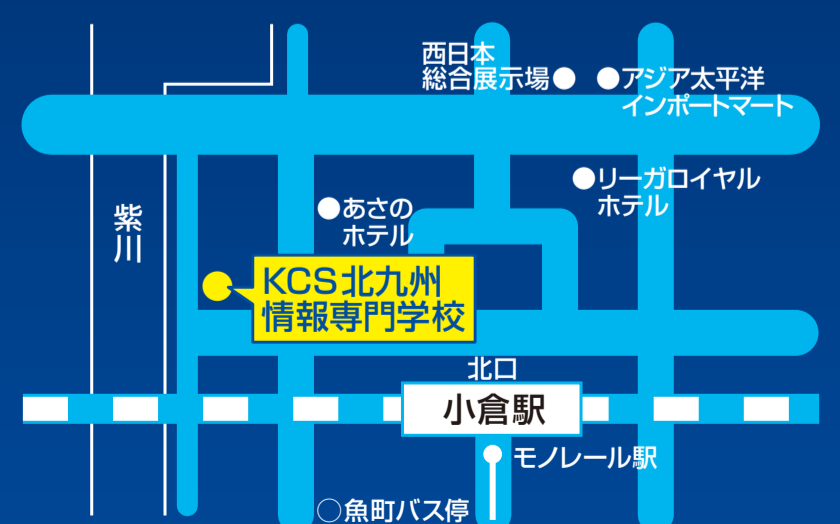 西日本
総合展示場
アジア太平洋
インポートマート
リーガロイヤル
ホテル
あさの
ホテル
紫川
KCS北九州
情報専門学校
北口
小倉駅
モノレール駅
魚町バス停